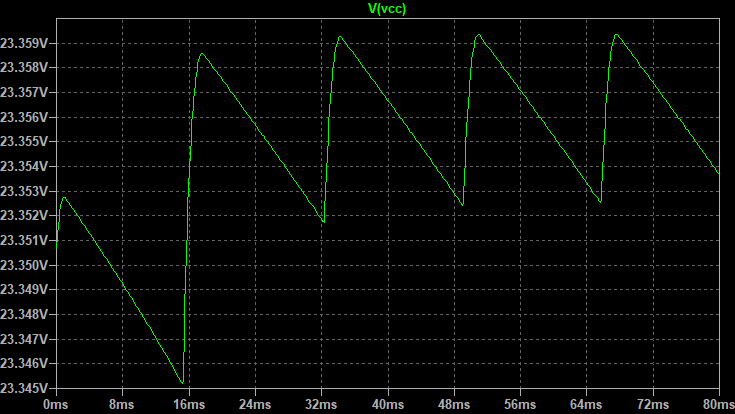 V(vcc)
23.359V
23.358V
23.357V
23.356V
23.355V
23.354V
23.353V
23.352V
23.351V
23.350V
23.349V
23.348V
23.347V
23.346V
23.345V
0ms 8ms 16ms 24ms 32ms 40ms 48ms 56ms 64ms 72ms 80ms